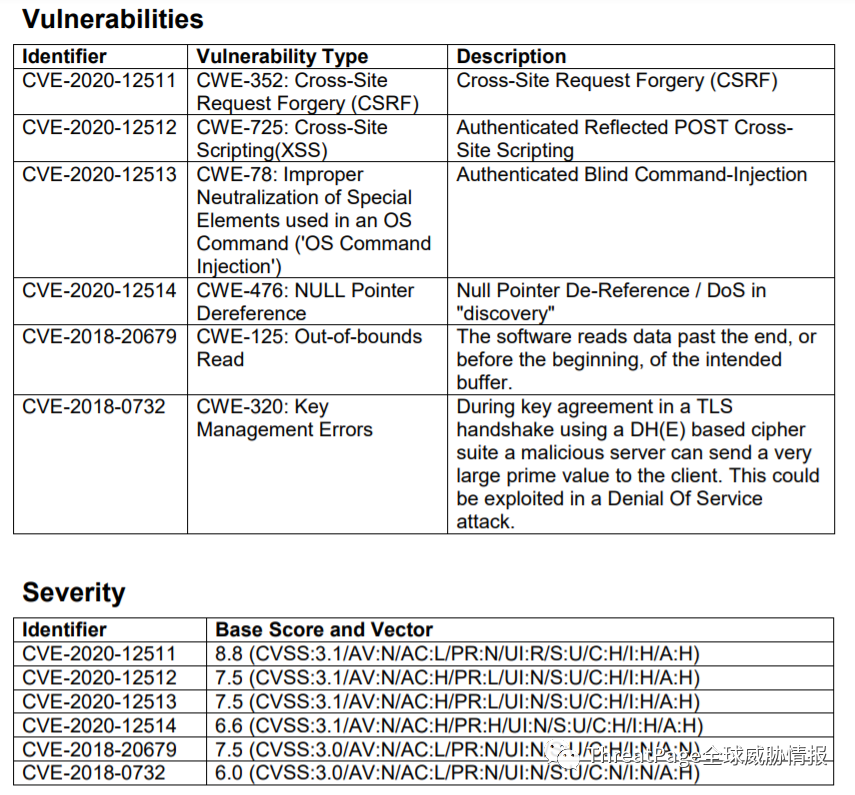 Vulnerabilities
Identifier Vulnerability Type Description
CVE-2020-12511 CWE-352: Cross-Site Cross-Site Request Forgery (CSRF)
Request Forgery (CSRF)
CVE-2020-12512 CWE-725: Cross-Site Authenticated Reflected POST Cross-
Scripting(XSS) Site Scripting
CVE-2020-12513 CWE-78: Improper Authenticated Blind Command-Injection
Neutralization of Special
Elements used in an OS
Command ('OS Command
Injection')
CVE-2020-12514 CWE-476: NULL Pointer Null Pointer De-Reference / DoS in
Dereference "discovery"
CVE-2018-20679 CWE-125: Out-of-bounds The software reads data past the end, or
Read before the beginning, of the intended
buffer.
CVE-2018-0732 CWE-320: Key During key agreement in a TLS
Management Errors handshake using a DH(E) based cipher
suite a malicious server can send a very
large prime value to the client. This could
be exploited in a Denial Of Service
attack.
Severity
Identifier Base Score and Vector
CVE-2020-12511 8.8 (CVSS:3.1/AV:N/AC:L/PR:N/UI:R/S:U/C:H/I:H/A:H)
CVE-2020-12512 7.5 (CVSS:3.1/AV:N/AC:H/PR:L/UI:N/S:U/C:H/I:H/A:H)
CVE-2020-12513 7.5 (CVSS:3.1/AV:N/AC:H/PR:L/UI:N/S:U/C:H/I:H/A:H)
CVE-2020-12514 6.6 (CVSS:3.1/AV:N/AC:H/PR:H/UI:N/S:U/C:H/I:H/A:H)
CVE-2018-20679 7.5 (CVSS:3.0/AV:N/AC:L/PR:N/UI:N/S:U/C:H/I:N/A:N)
ThreatPage全球威胁情报
CVE-2018-0732 6.0 (CVSS:3.0/AV:N/AC:L/PR:N/UI:N/S:U/C:N/I:N/A:H)